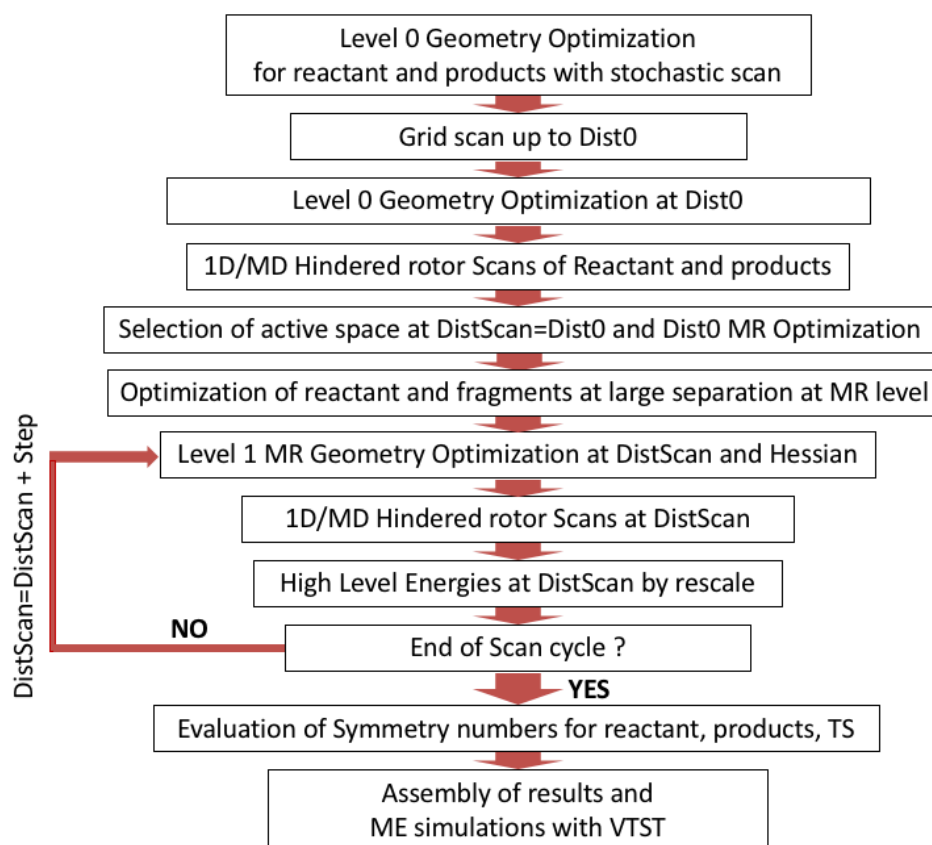 Level 0 Geometry Optimization
for reactant and products with stochastic scan
Grid scan up to Dist0
Level 0 Geometry Optimization at Dist0
1D/MD Hindered rotor Scans of Reactant and products
Selection of active space at DistScan=Dist0 and Dist0 MR Optimization
Optimization of reactant and fragments at large separation at MR level
Level 1 MR Geometry Optimization at DistScan and Hessian
DistScan=DistScan + Step
1D/MD Hindered rotor Scans at DistScan
High Level Energies at DistScan by rescale
NO
End of Scan cycle ?
YES
Evaluation of Symmetry numbers for reactant, products, TS
Assembly of results and
ME simulations with VTST